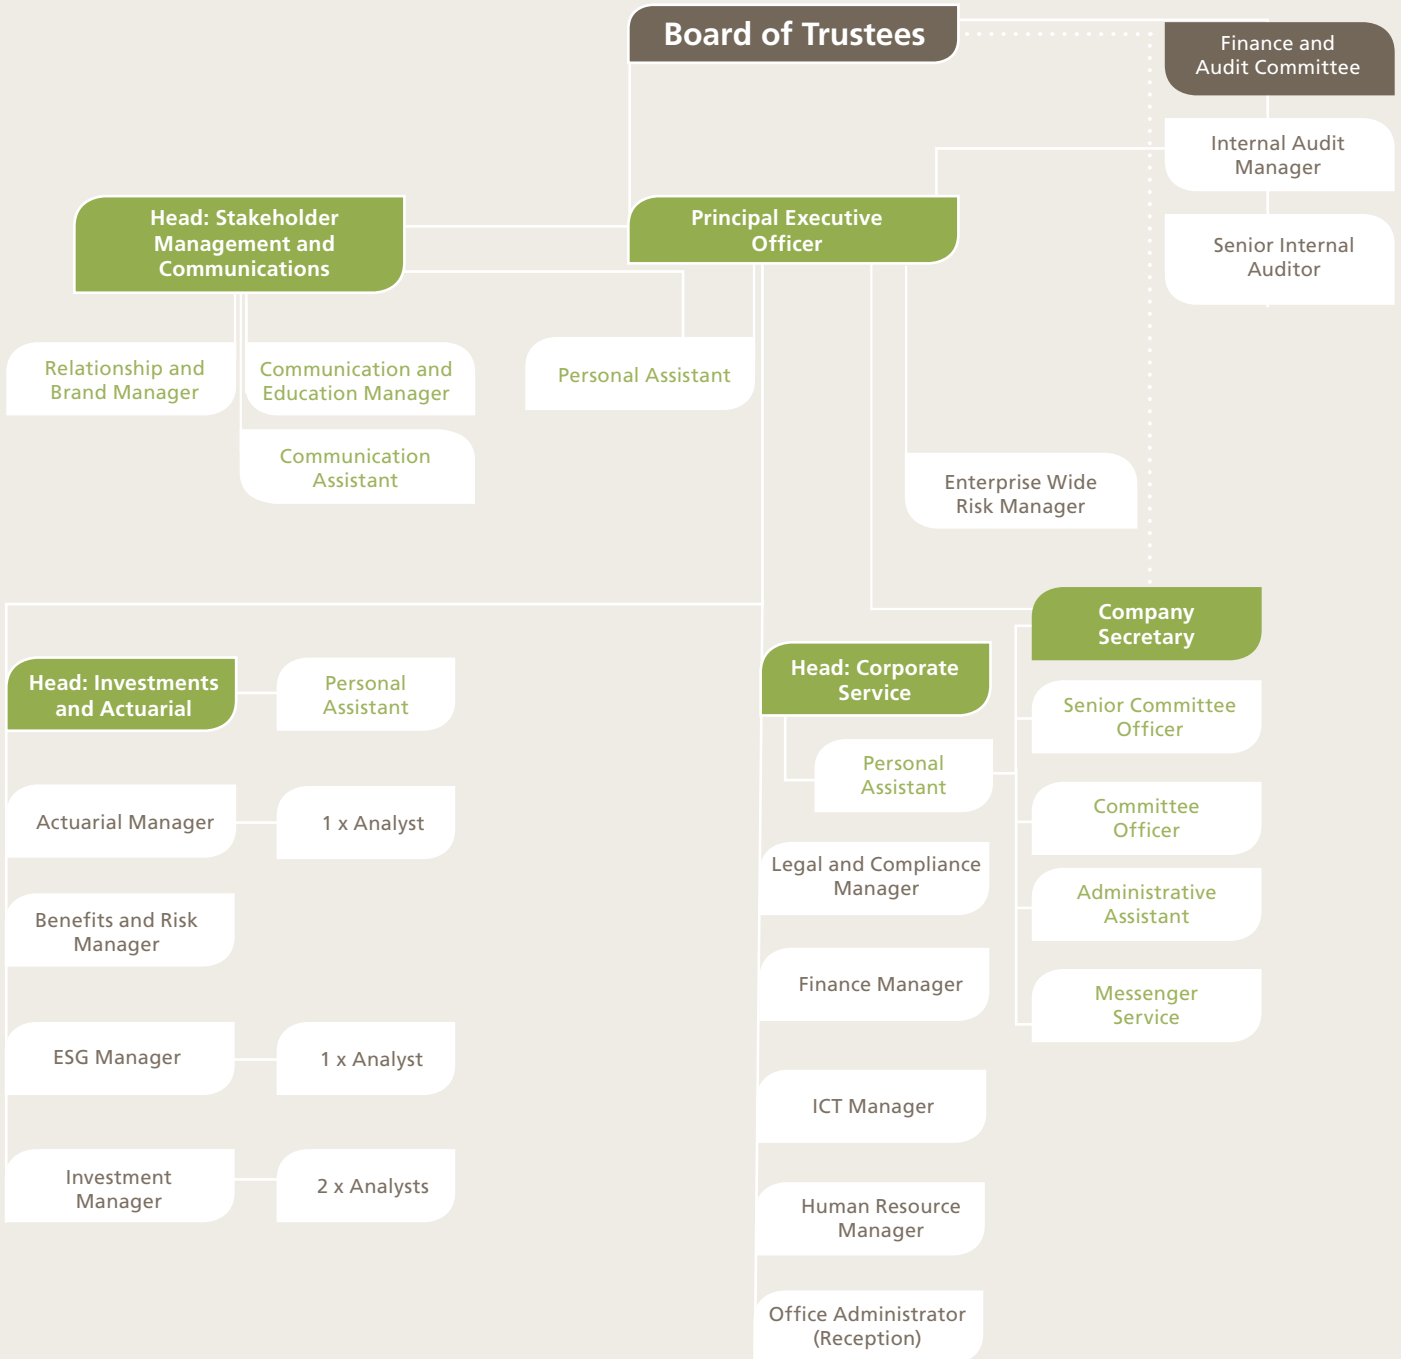 Board of Trustees
Finance and
Audit Committee
Internal Audit
Manager
Senior Internal
Auditor
Head: Stakeholder
Management and
Communications
Principal Executive
Officer
Relationship and
Brand Manager
Communication and
Education Manager
Personal Assistant
Communication
Assistant
Enterprise Wide
Risk Manager
Company
Secretary
Head: Investments
and Actuarial
Personal
Assistant
Head: Corporate
Service
Senior Committee
Officer
Personal
Assistant
Actuarial Manager
1 x Analyst
Committee
Officer
Legal and Compliance
Manager
Administrative
Assistant
Benefits and Risk
Manager
Finance Manager
Messenger
Service
ESG Manager
1 x Analyst
ICT Manager
Investment
Manager
2 x Analysts
Human Resource
Manager
Office Administrator
(Reception)